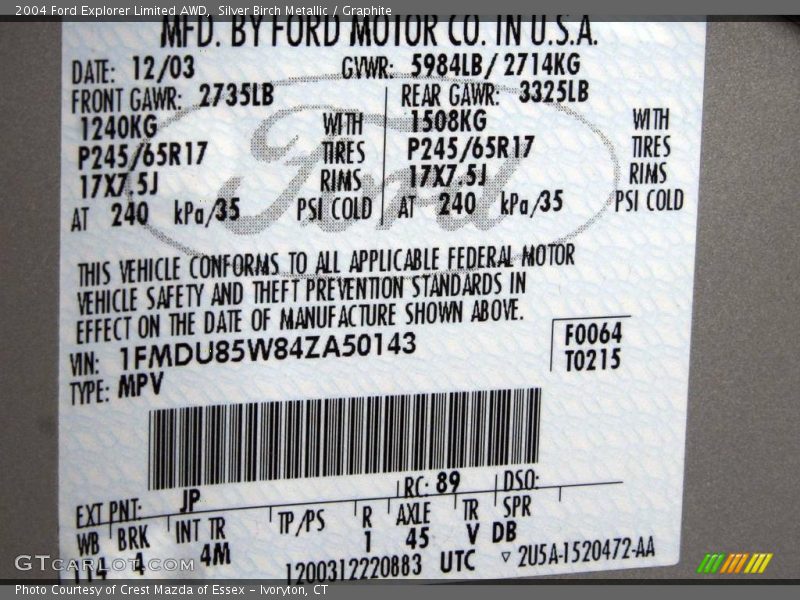 2004 Ford Explorer Limited AWD, Silver Birch Metallic / Graphite
MFD. BY FORD MOTOR CO. IN U.S.A.
DATE: 12/03 GVWR: 5984LB/ 2714KG
FRONT GAWR: 2735LB REAR GAWR: 3325LB
1240KG WITH 1508KG WITH
P245/65R17 TIRES P245/65R17 TIRES
17X7.5J RIMS 17X7.5J RIMS
AT 240 kPa/35 PSI COLD AT 240 kPa/35 PSI COLD
Ford
THIS VEHICLE CONFORMS TO ALL APPLICABLE FEDERAL MOTOR
VEHICLE SAFETY AND THEFT PREVENTION STANDARDS IN
EFFECT ON THE DATE OF MANUFACTURE SHOWN ABOVE.
VIN: 1FMDU85W84ZA50143 F0064
TYPE: MPV T0215
EXT PNT: JP RC: 89 DSO:
WB BRK INT TR TP/PS R AXLE TR SPR
114 4 4M 1 45 V DB
1200312220883 UTC ▽ 2U5A-1520472-AA
GTCarLot.com
Photo Courtesy of Crest Mazda of Essex - Ivoryton, CT